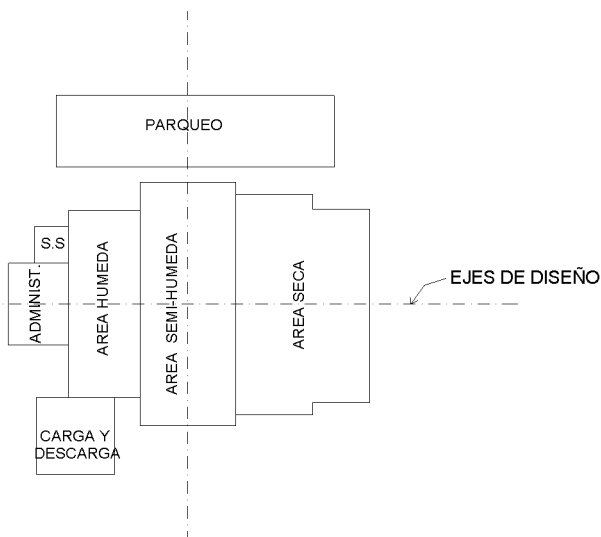 PARQUEO
S.S
ADMINIST.
AREA HUMEDA
AREA SEMI-HUMEDA
AREA SECA
EJES DE DISEÑO
CARGA Y
DESCARGA